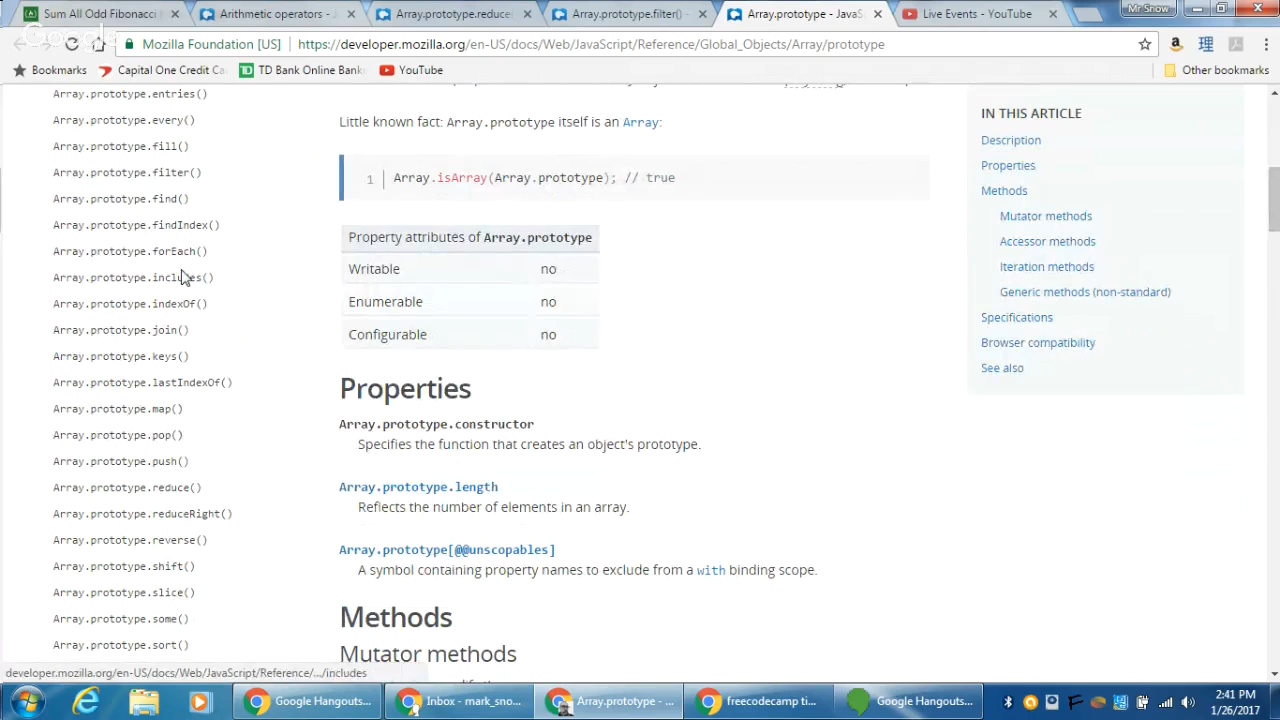 Sum All Odd Fibonacci
Arithmetic operators -
Array.prototype.reduce
Array.prototype.filter() -
Array.prototype - JavaS
Live Events - YouTube
Mr Snow
Google
Mozilla Foundation [US]
https://developer.mozilla.org/en-US/docs/Web/JavaScript/Reference/Global_Objects/Array/prototype
Bookmarks
Capital One Credit Ca
TD Bank Online Bank
YouTube
Other bookmarks
Array.prototype.entries()
Array.prototype.every()
Array.prototype.fill()
Array.prototype.filter()
Array.prototype.find()
Array.prototype.findIndex()
Array.prototype.forEach()
Array.prototype.includes()
Array.prototype.indexOf()
Array.prototype.join()
Array.prototype.keys()
Array.prototype.lastIndexOf()
Array.prototype.map()
Array.prototype.pop()
Array.prototype.push()
Array.prototype.reduce()
Array.prototype.reduceRight()
Array.prototype.reverse()
Array.prototype.shift()
Array.prototype.slice()
Array.prototype.some()
Array.prototype.sort()
Little known fact: Array.prototype itself is an Array:
1 Array.isArray(Array.prototype); // true
Property attributes of Array.prototype
Writable no
Enumerable no
Configurable no
Properties
Array.prototype.constructor
Specifies the function that creates an object's prototype.
Array.prototype.length
Reflects the number of elements in an array.
Array.prototype[@@unscopables]
A symbol containing property names to exclude from a with binding scope.
Methods
Mutator methods
IN THIS ARTICLE
Description
Properties
Methods
Mutator methods
Accessor methods
Iteration methods
Generic methods (non-standard)
Specifications
Browser compatibility
See also
developer.mozilla.org/en-US/docs/Web/JavaScript/Reference/.../includes
Google Hangouts...
Inbox - mark_sno...
Array.prototype - ...
freecodecamp ti...
Google Hangouts...
2:41 PM
1/26/2017